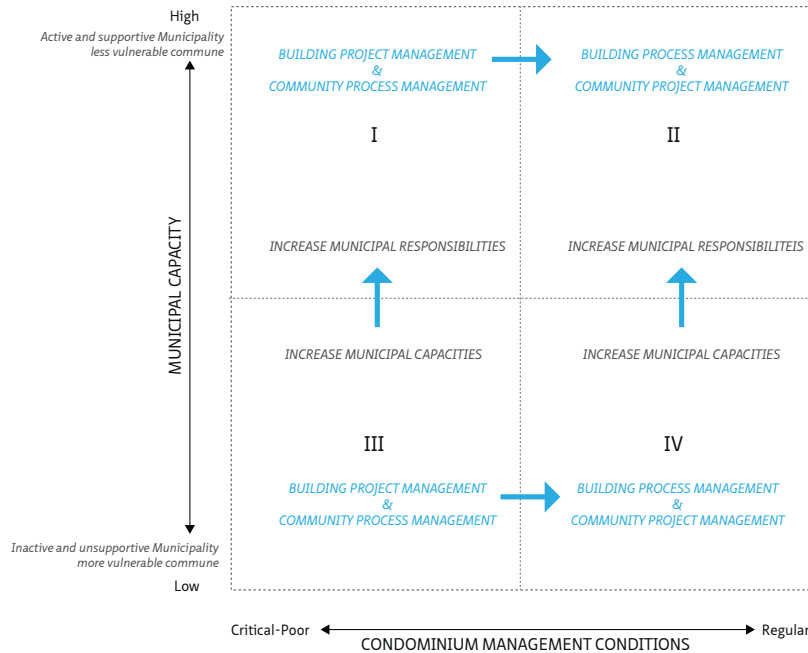 High
Active and supportive Municipality
less vulnerable commune
BUILDING PROJECT MANAGEMENT
&
COMMUNITY PROCESS MANAGEMENT
BUILDING PROCESS MANAGEMENT
&
COMMUNITY PROJECT MANAGEMENT
I
II
INCREASE MUNICIPAL RESPONSIBILITIES
INCREASE MUNICIPAL RESPONSIBILITEIS
MUNICIPAL CAPACITY
INCREASE MUNICIPAL CAPACITIES
INCREASE MUNICIPAL CAPACITIES
III
IV
BUILDING PROJECT MANAGEMENT
&
COMMUNITY PROCESS MANAGEMENT
BUILDING PROCESS MANAGEMENT
&
COMMUNITY PROJECT MANAGEMENT
Inactive and unsupportive Municipality
more vulnerable commune
Low
Critical-Poor
Regular
CONDOMINIUM MANAGEMENT CONDITIONS